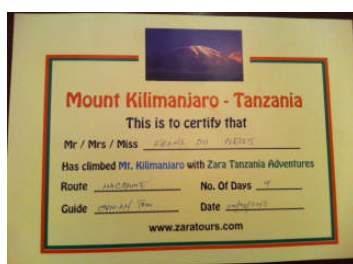 Mount Kilimanjaro - Tanzania
This is to certify that
Mr / Mrs / Miss
Has climbed Mt. Kilimanjaro with Zara Tanzania Adventures
Route No. Of Days
Guide Date
www.zaratours.com